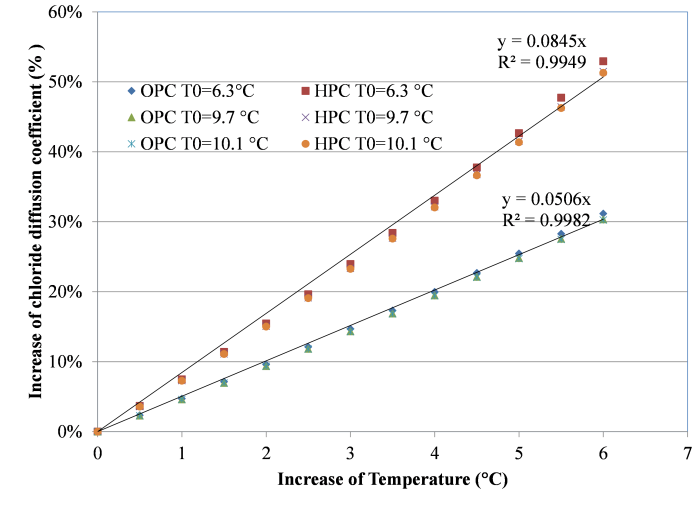 60%
50%
40%
30%
20%
10%
0%
Increase of chloride diffusion coefficient (% )
y = 0.0845x
R² = 0.9949
OPC T0=6.3°C
HPC T0=6.3 °C
OPC T0=9.7 °C
HPC T0=9.7 °C
OPC T0=10.1 °C
HPC T0=10.1 °C
y = 0.0506x
R² = 0.9982
0 1 2 3 4 5 6 7
Increase of Temperature (°C)